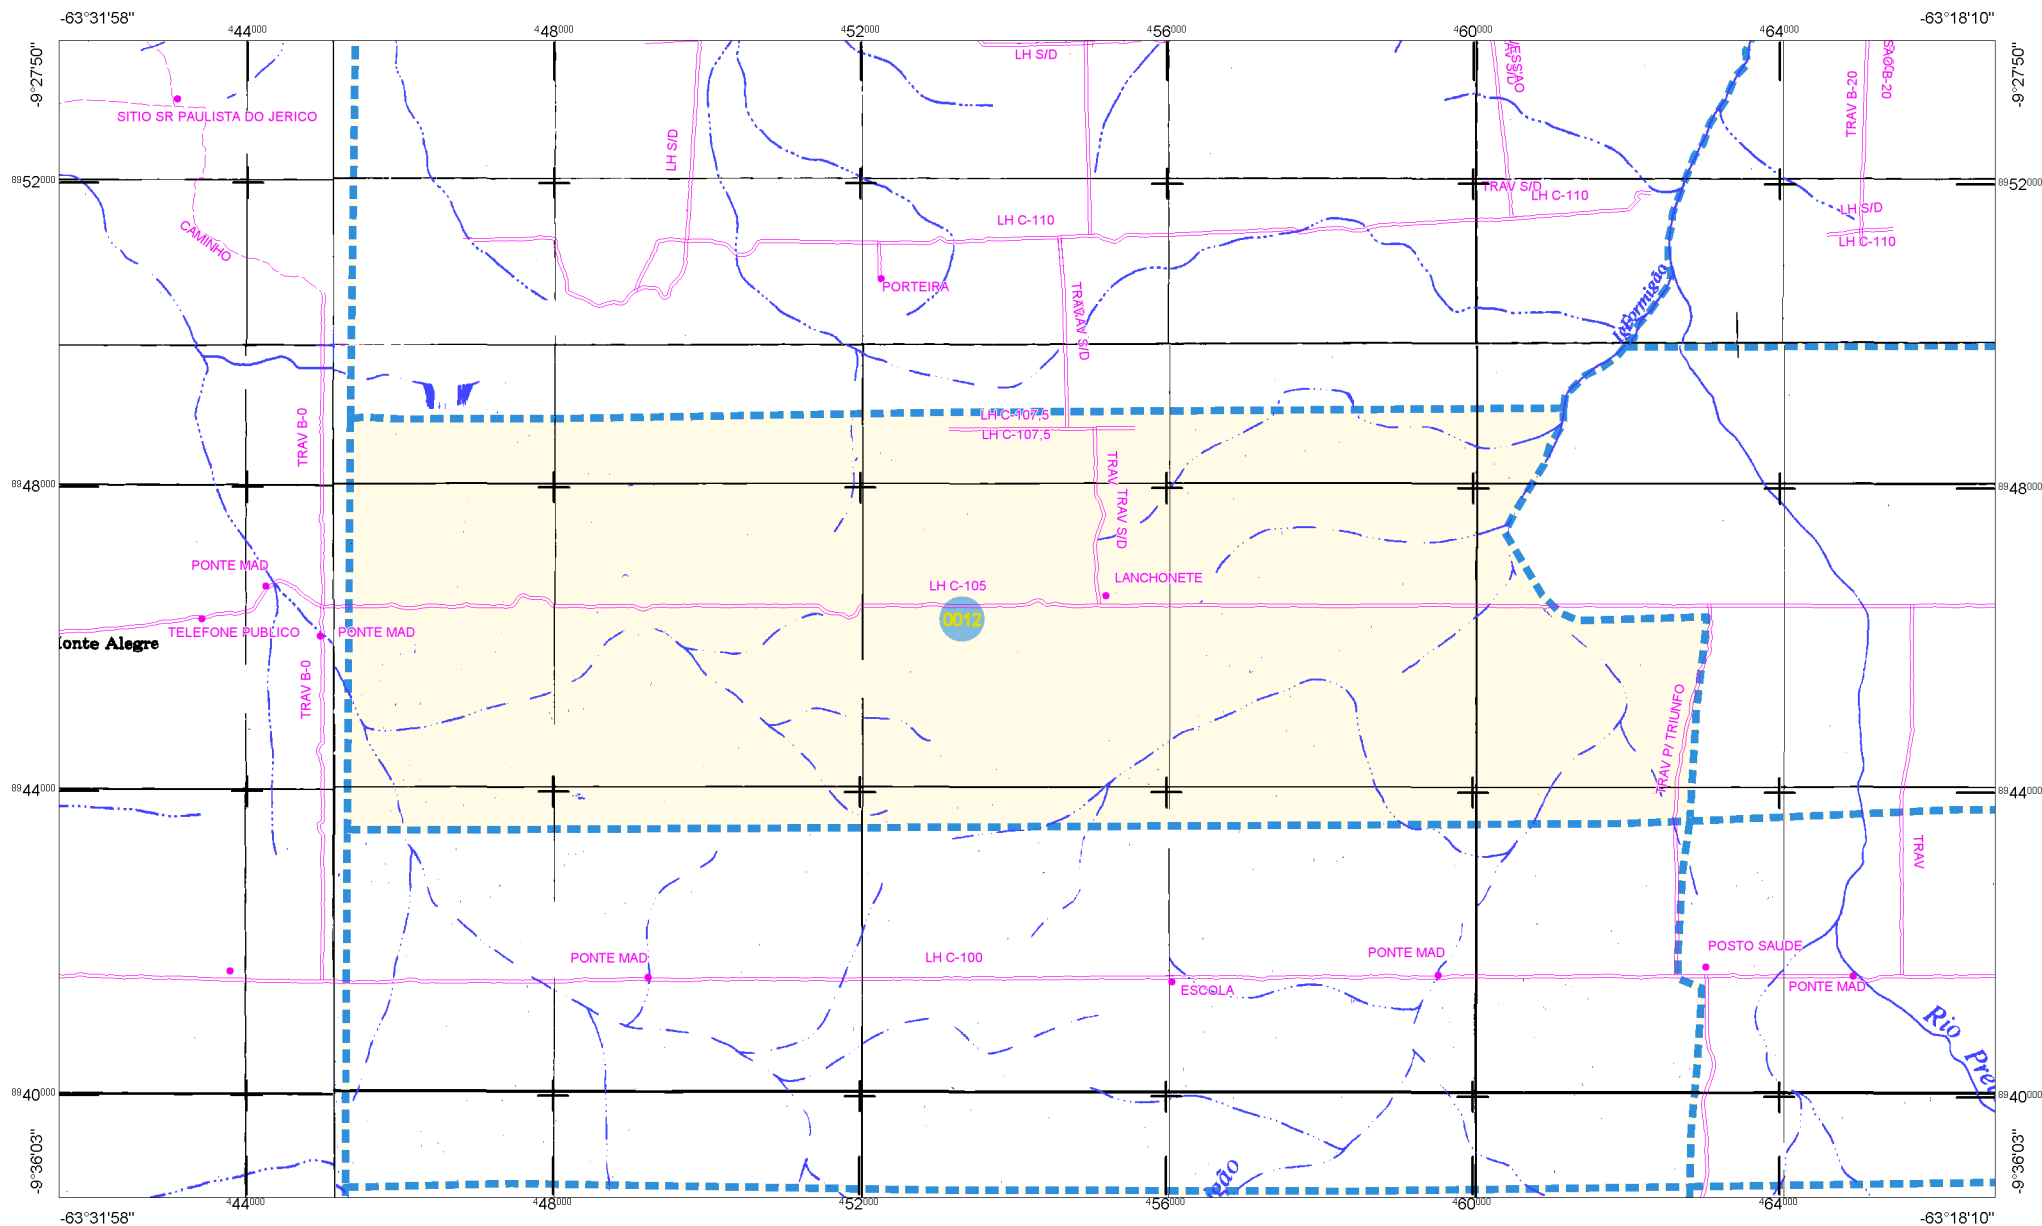 -63°31'58"
-63°18'10"
444000
448000
452000
456000
460000
464000
-9°27'50"
-9°27'50"
LH S/D
TRAV B-20
SITIO SR PAULISTA DO JERICO
LH S/D
8952000
8952000
TRAV S/D
LH C-110
LH C-110
LH S/D
LH C-110
CAMINHO
PORTEIRA
Formigão
TRAV S/D
LH C-107,5
LH C-107,5
TRAV B-0
TRAV
TRAV S/D
8948000
8948000
PONTE MAD
LANCHONETE
LH C-105
0012
TELEFONE PUBLICO
PONTE MAD
onte Alegre
TRAV B-0
TRAV P/ TRIUNFO
8944000
8944000
TRAV
POSTO SAUDE
PONTE MAD
LH C-100
PONTE MAD
ESCOLA
PONTE MAD
Rio
Pre
8940000
8940000
gão
-9°36'03"
-9°36'03"
444000
448000
452000
456000
460000
464000
-63°31'58"
-63°18'10"